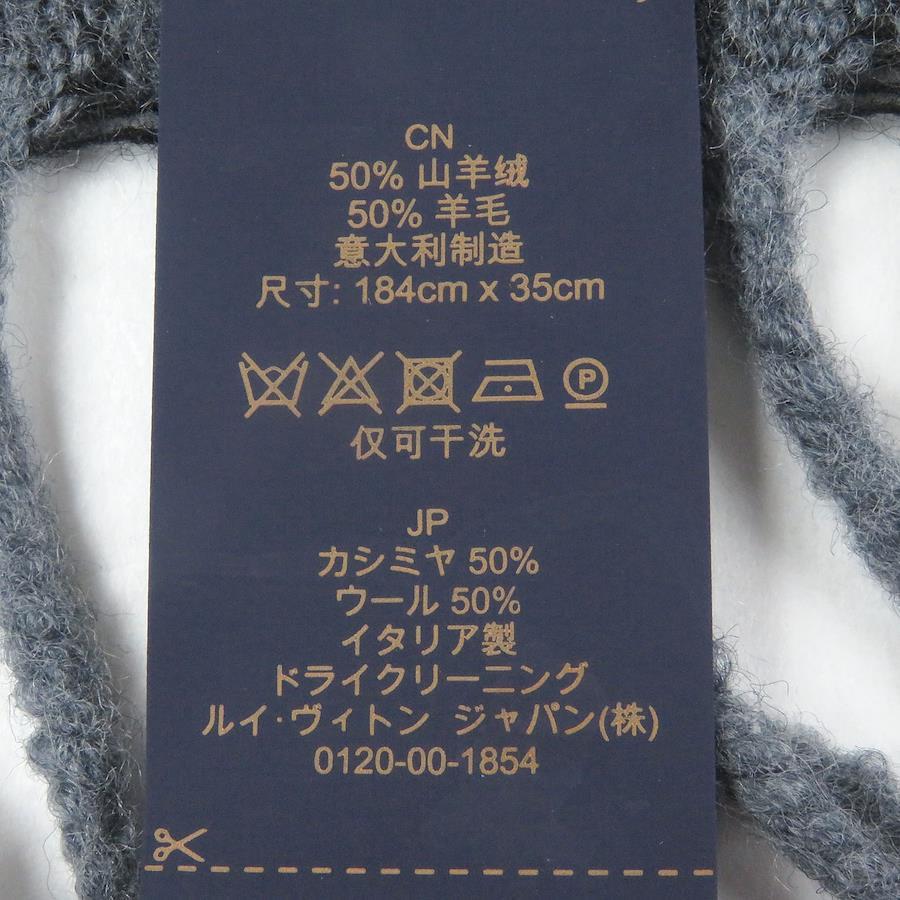 CN
50% 山羊绒
50% 羊毛
意大利制造
尺寸: 184cm x 35cm
P
仅可干洗
JP
カシミヤ 50%
ウール 50%
イタリア製
ドライクリーニング
ルイ·ヴィトン ジャパン(株)
0120-00-1854